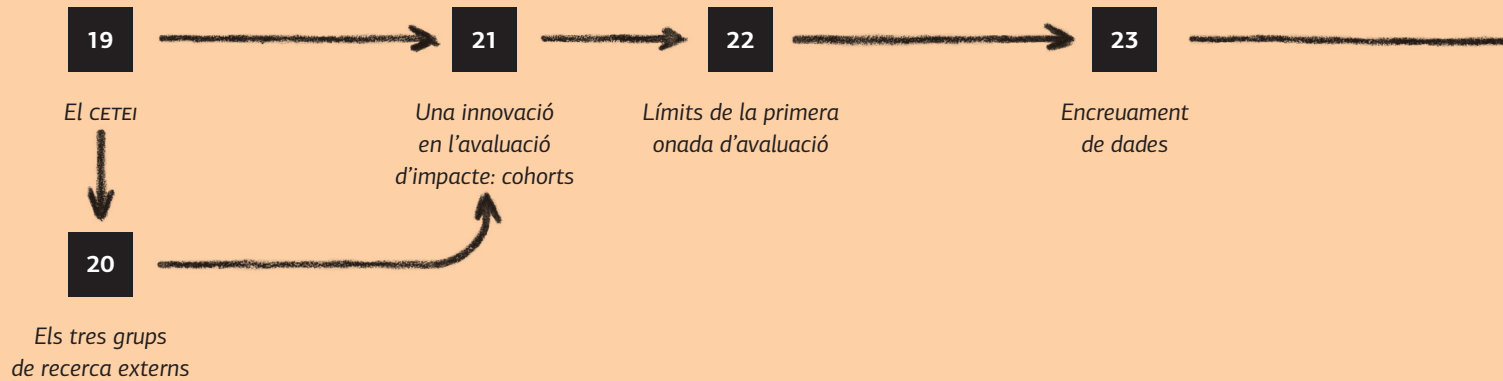 19
El CETEI
20
Els tres grups
de recerca externs
21
Una innovació
en l'avaluació
d'impacte: cohorts
22
Límits de la primera
onada d'avaluació
23
Encreuament
de dades